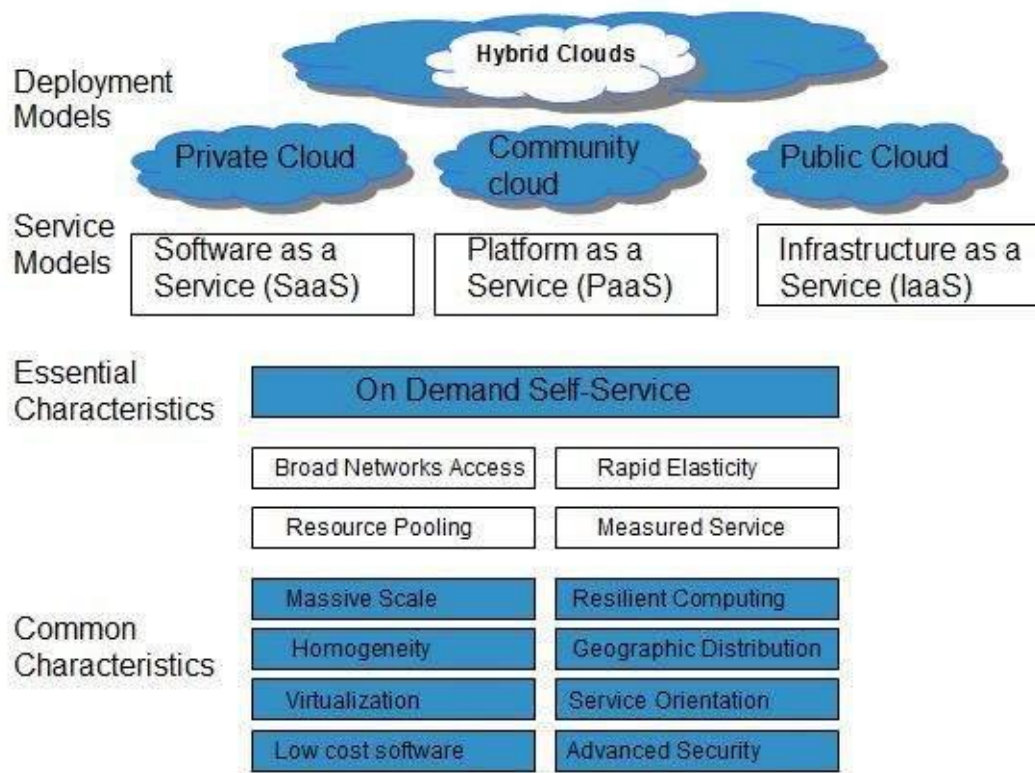 Hybrid Clouds
Deployment
Models
Private Cloud
Community
cloud
Public Cloud
Service
Models
Software as a
Service (SaaS)
Platform as a
Service (PaaS)
Infrastructure as a
Service (IaaS)
Essential
Characteristics
On Demand Self-Service
Broad Networks Access
Rapid Elasticity
Resource Pooling
Measured Service
Common
Characteristics
Massive Scale
Resilient Computing
Homogeneity
Geographic Distribution
Virtualization
Service Orientation
Low cost software
Advanced Security